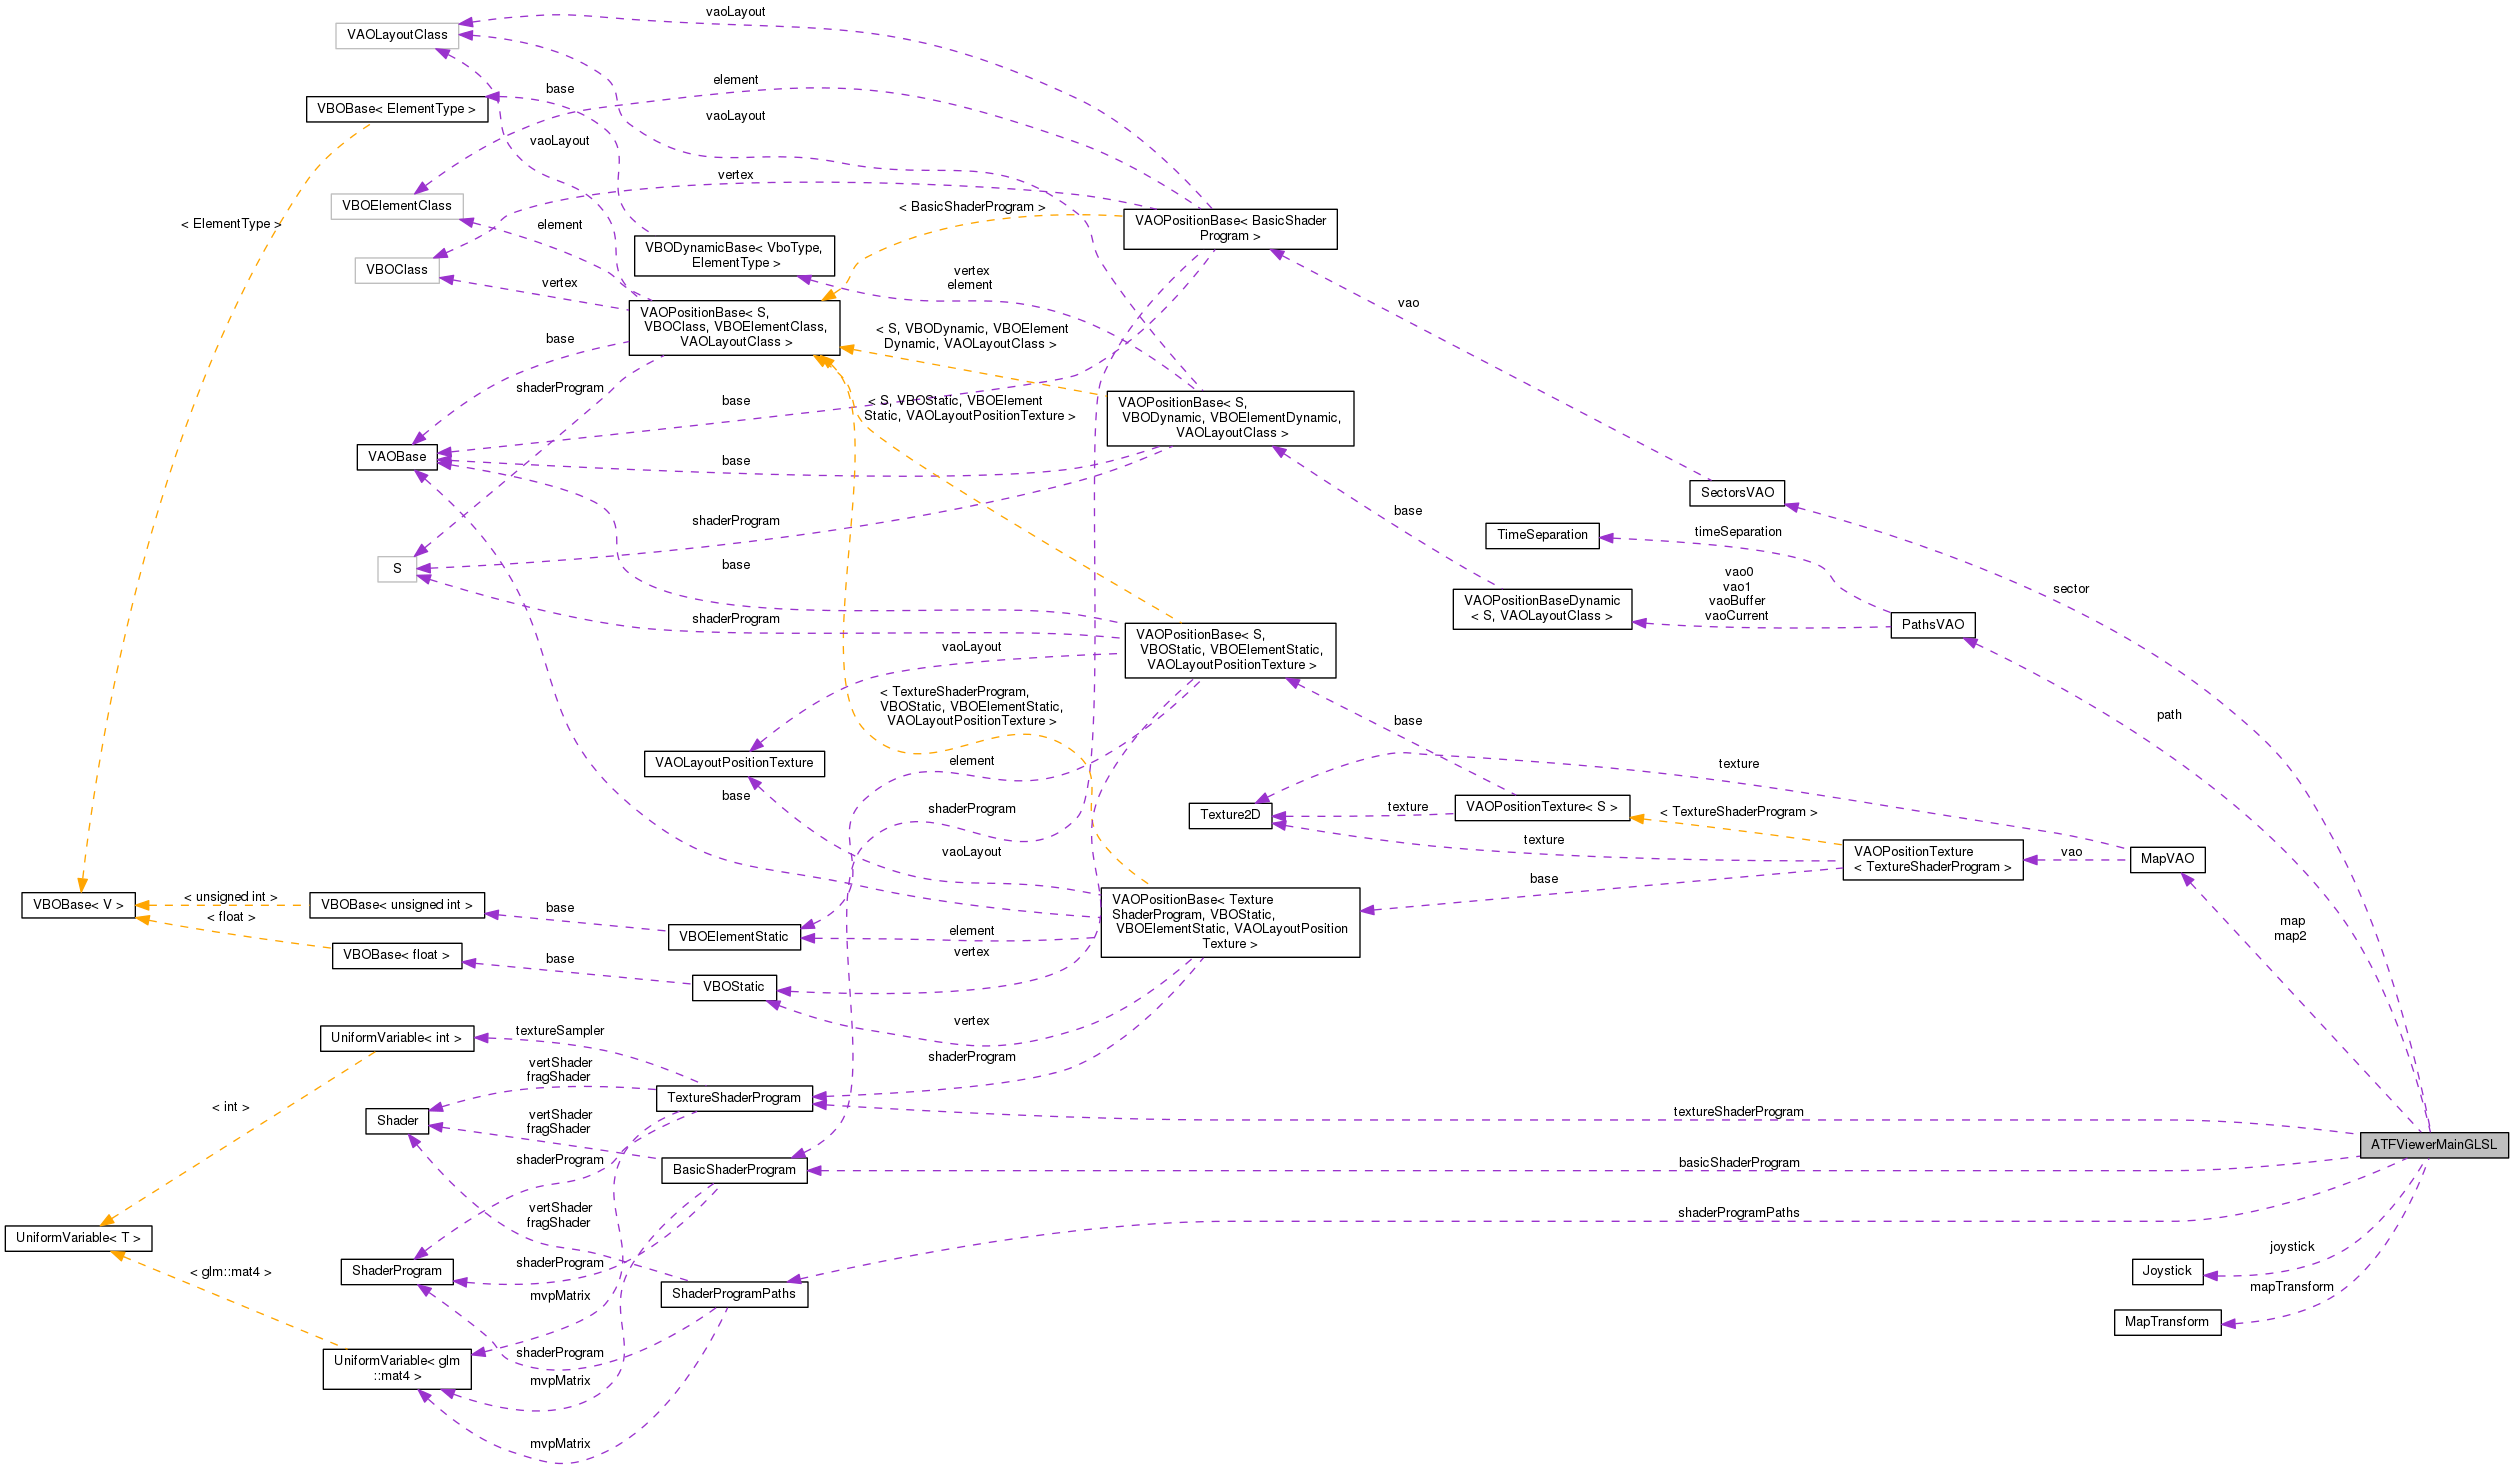 vaoLayout
VAOLayoutClass
element
base
VBOBase< ElementType >
vaoLayout
vaoLayout
vertex
VBOElementClass
< BasicShaderProgram >
VAOPositionBase< BasicShader
Program >
< ElementType >
element
VBODynamicBase< VboType,
ElementType >
VBOClass
vertex
vertex
element
vao
VAOPositionBase< S,
VBOClass, VBOElementClass,
VAOLayoutClass >
< S, VBODynamic, VBOElement
Dynamic, VAOLayoutClass >
base
shaderProgram
base
< S, VBOStatic, VBOElement
Static, VAOLayoutPositionTexture >
VAOPositionBase< S,
VBODynamic, VBOElementDynamic,
VAOLayoutClass >
VAOBase
base
SectorsVAO
base
shaderProgram
TimeSeparation
timeSeparation
S
base
vao0
vao1
vaoBuffer
vaoCurrent
sector
VAOPositionBaseDynamic
< S, VAOLayoutClass >
shaderProgram
PathsVAO
VAOPositionBase< S,
VBOStatic, VBOElementStatic,
VAOLayoutPositionTexture >
vaoLayout
< TextureShaderProgram,
VBOStatic, VBOElementStatic,
VAOLayoutPositionTexture >
base
path
VAOLayoutPositionTexture
element
texture
base
shaderProgram
Texture2D
texture
VAOPositionTexture< S >
< TextureShaderProgram >
texture
vaoLayout
VAOPositionTexture
< TextureShaderProgram >
vao
MapVAO
base
VBOBase< V >
< unsigned int >
< float >
VBOBase< unsigned int >
base
VBOElementStatic
element
vertex
VAOPositionBase< Texture
ShaderProgram, VBOStatic,
VBOElementStatic, VAOLayoutPosition
Texture >
map
map2
VBOBase< float >
base
VBOStatic
vertex
UniformVariable< int >
textureSampler
shaderProgram
vertShader
fragShader
TextureShaderProgram
< int >
Shader
vertShader
fragShader
textureShaderProgram
ATFViewerMainGLSL
shaderProgram
BasicShaderProgram
basicShaderProgram
vertShader
fragShader
shaderProgramPaths
UniformVariable< T >
< glm::mat4 >
ShaderProgram
shaderProgram
mvpMatrix
ShaderProgramPaths
joystick
Joystick
mapTransform
MapTransform
UniformVariable< glm
::mat4 >
shaderProgram
mvpMatrix
mvpMatrix